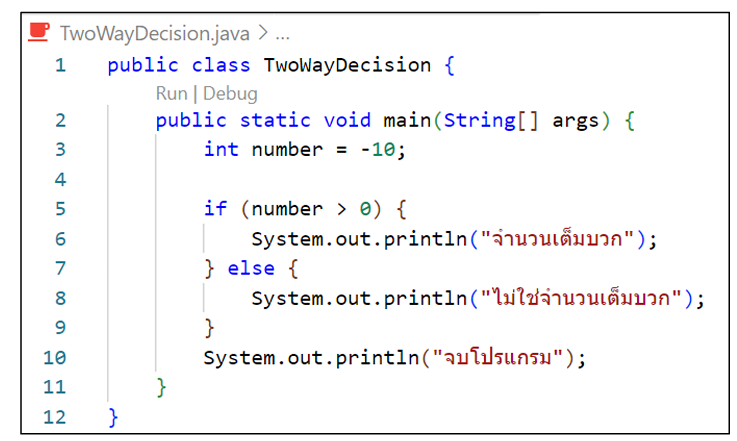 TwoWayDecision.java > ...
1 public class TwoWayDecision {
Run | Debug
2 public static void main(String[] args) {
3 int number = -10;
4
5 if (number > 0) {
6 System.out.println("จำนวนเต็มบวก");
7 } else {
8 System.out.println("ไม่ใช่จำนวนเต็มบวก");
9 }
10 System.out.println("จบโปรแกรม");
11 }
12 }